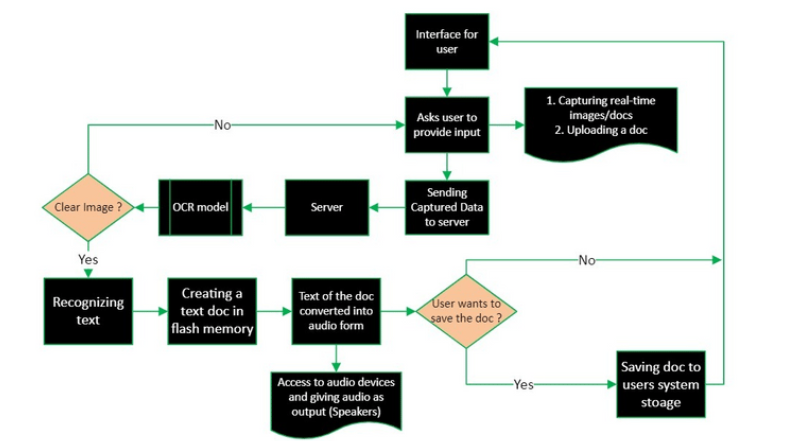 Interface for
user
Asks user to
provide input
1. Capturing real-time
images/docs
2. Uploading a doc
No
Clear Image ?
OCR model
Server
Sending
Captured Data
to server
Yes
No
Recognizing
text
Creating a
text doc in
flash memory
Text of the doc
converted into
audio form
User wants to
save the doc ?
Access to audio devices
and giving audio as
output (Speakers)
Yes
Saving doc to
users system
stoage